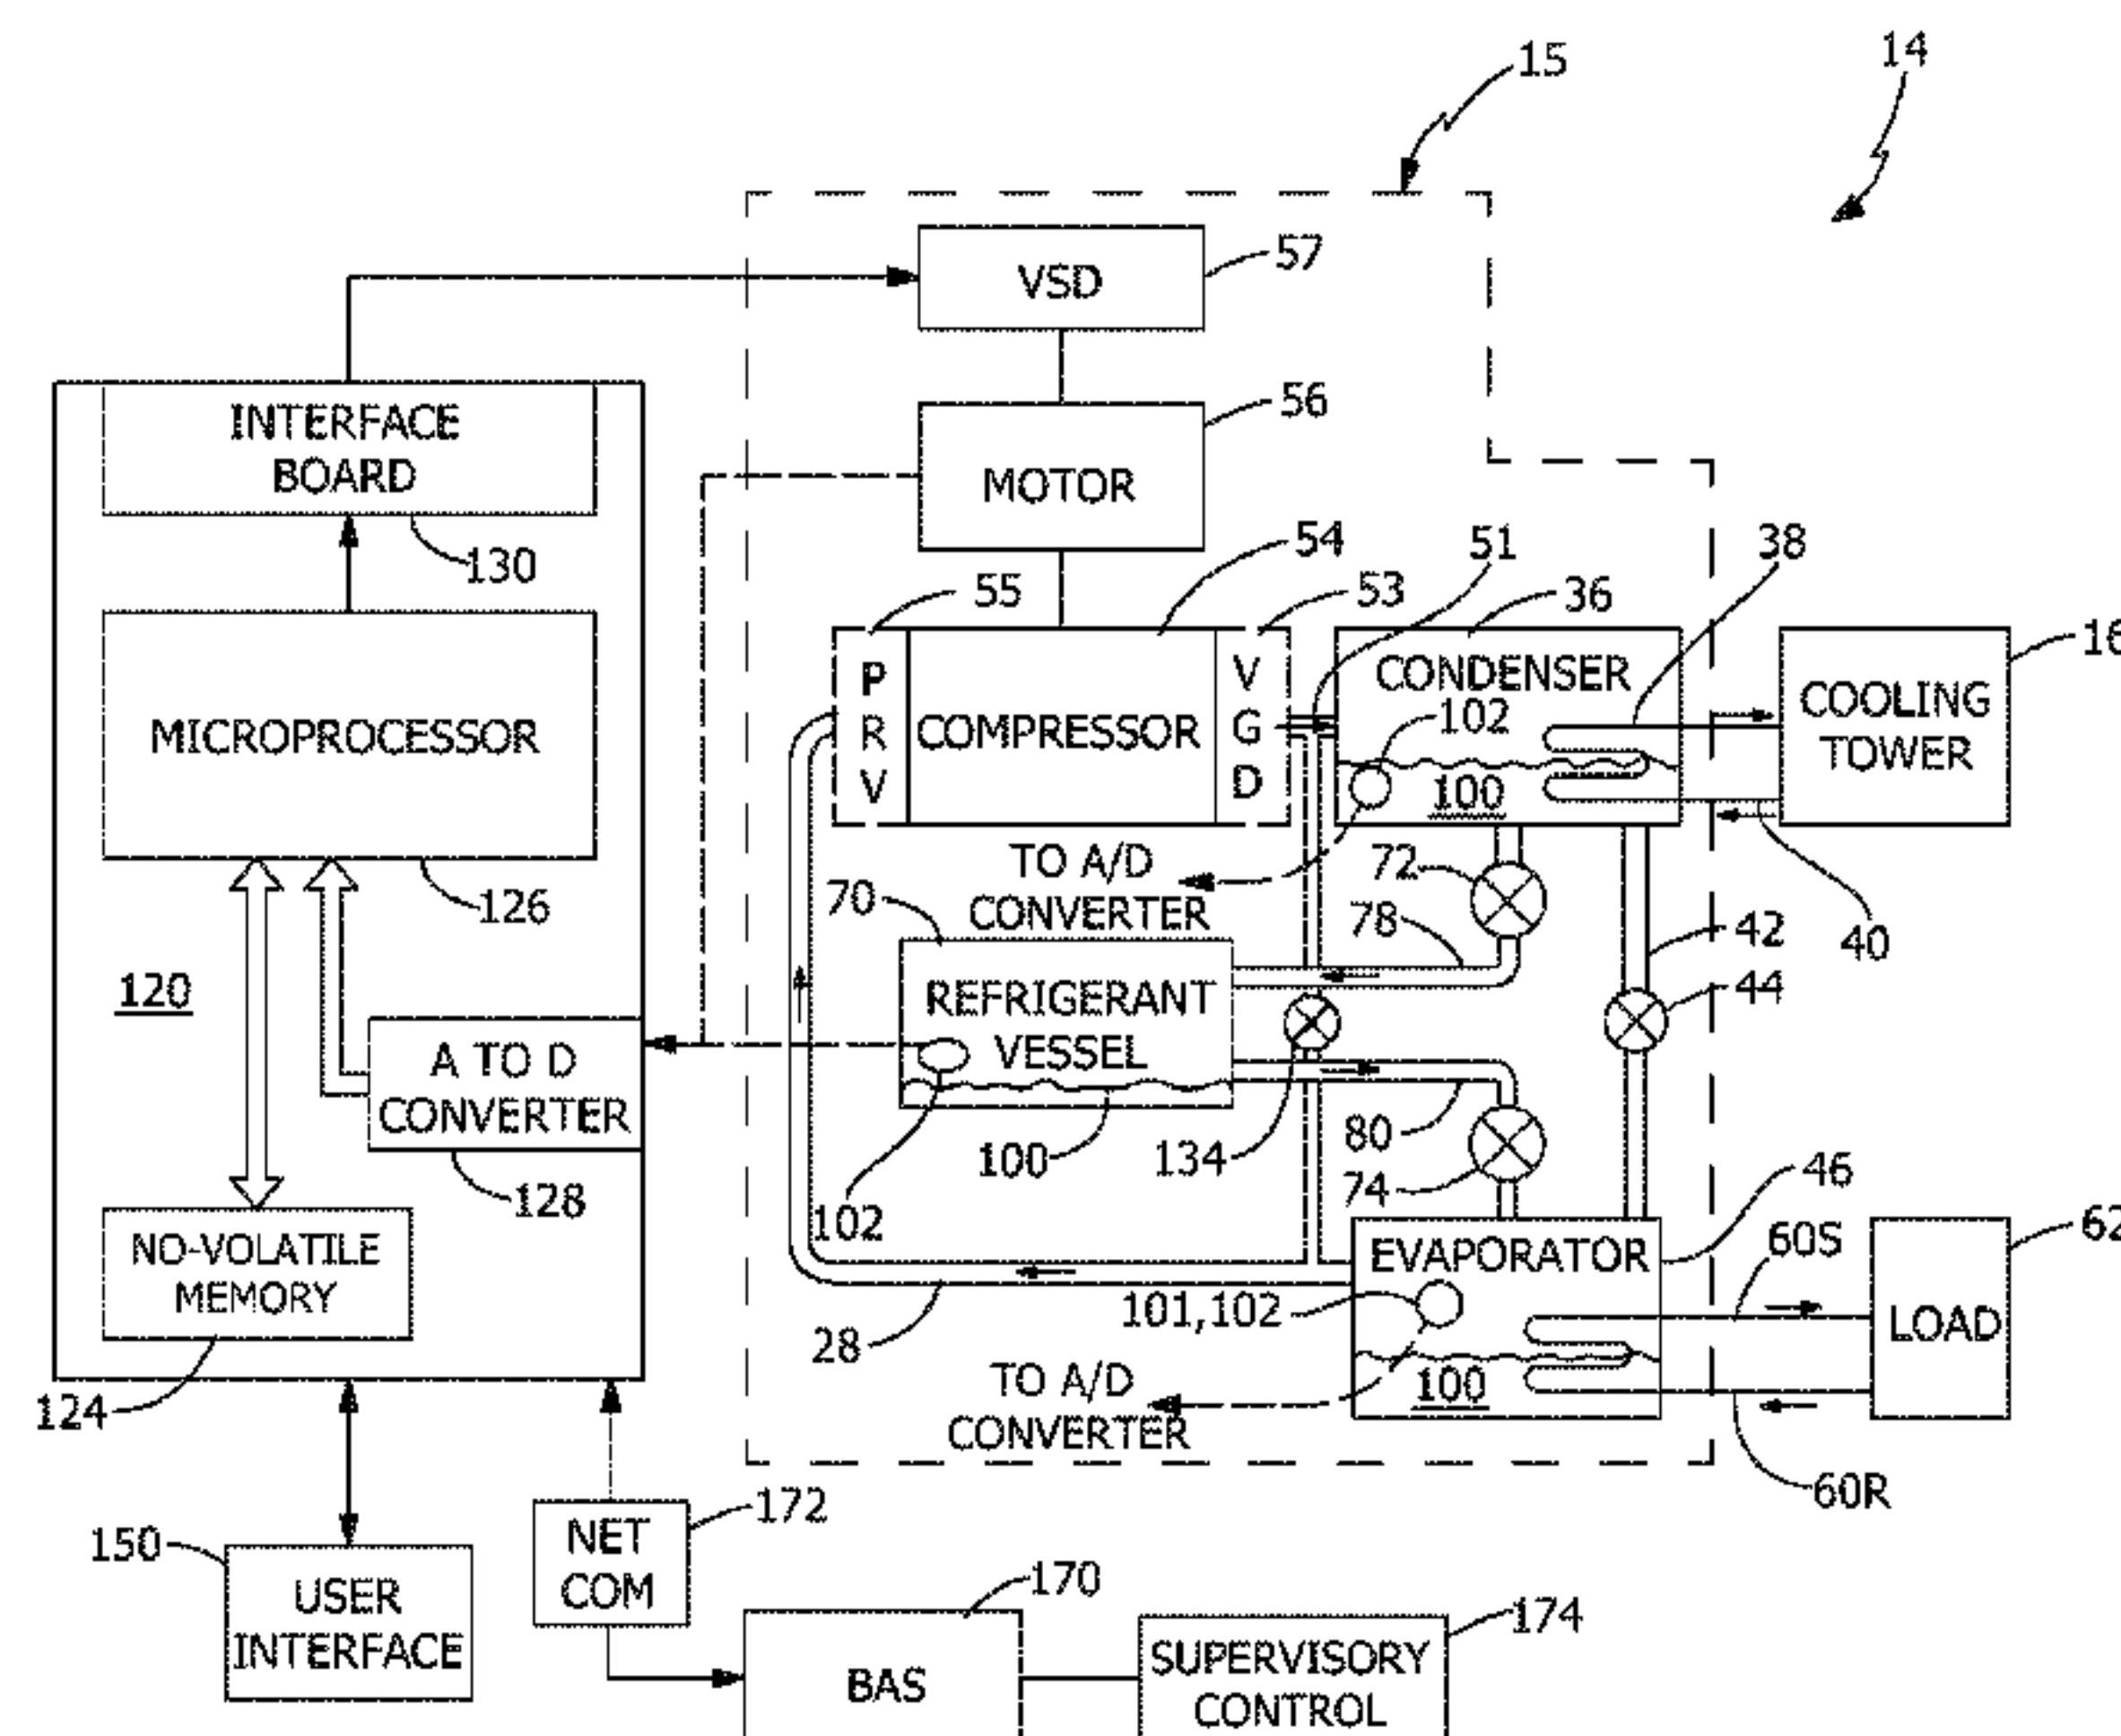 15
14
VSD
57
INTERFACE
BOARD
130
MOTOR
56
55
54
53
51
36
38
16
P
R
V
COMPRESSOR
V
G
D
CONDENSER
102
100
COOLING
TOWER
MICROPROCESSOR
126
TO A/D
CONVERTER
72
78
42
40
44
70
REFRIGERANT
VESSEL
120
A TO D
CONVERTER
128
100
102
134
80
74
46
NO-VOLATILE
MEMORY
124
28
EVAPORATOR
101,102
100
60S
62
LOAD
60R
TO A/D
CONVERTER
150
USER
INTERFACE
NET
COM
172
BAS
170
SUPERVISORY
CONTROL
174